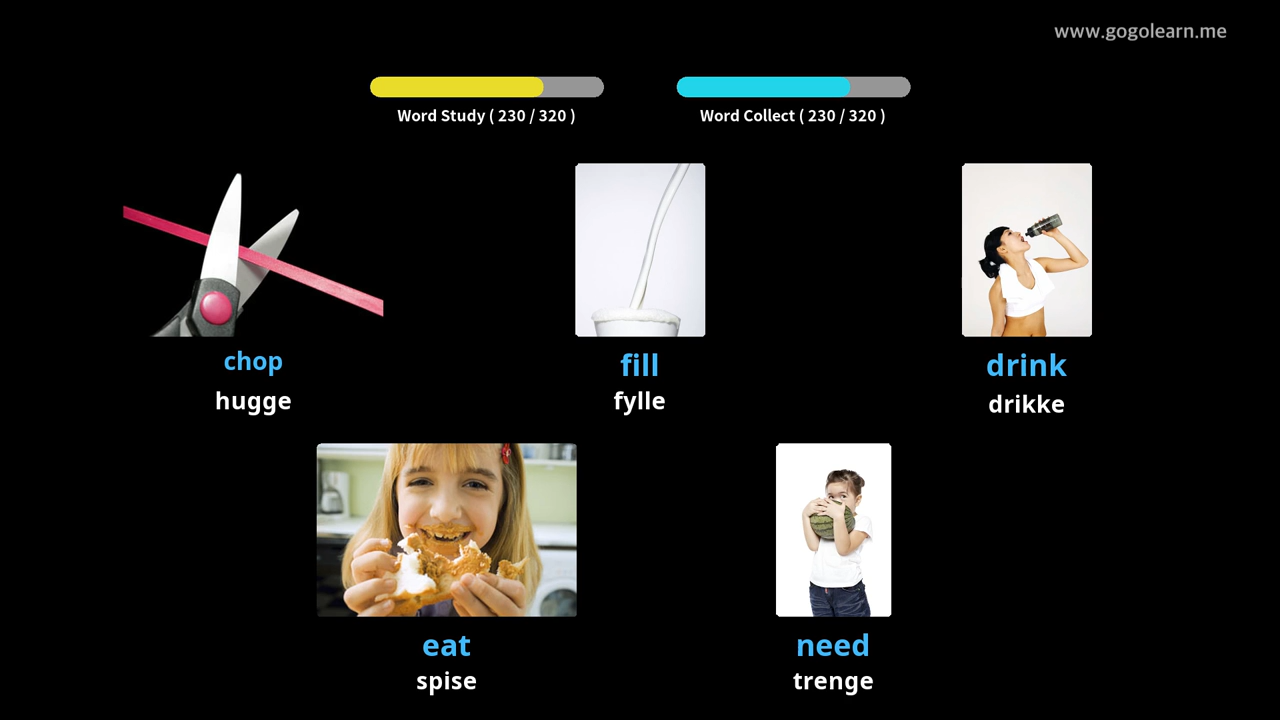 www.gogolearn.me
Word Study ( 230 / 320 )
Word Collect ( 230 / 320 )
chop
hugge
fill
fylle
drink
drikke
eat
spise
need
trenge